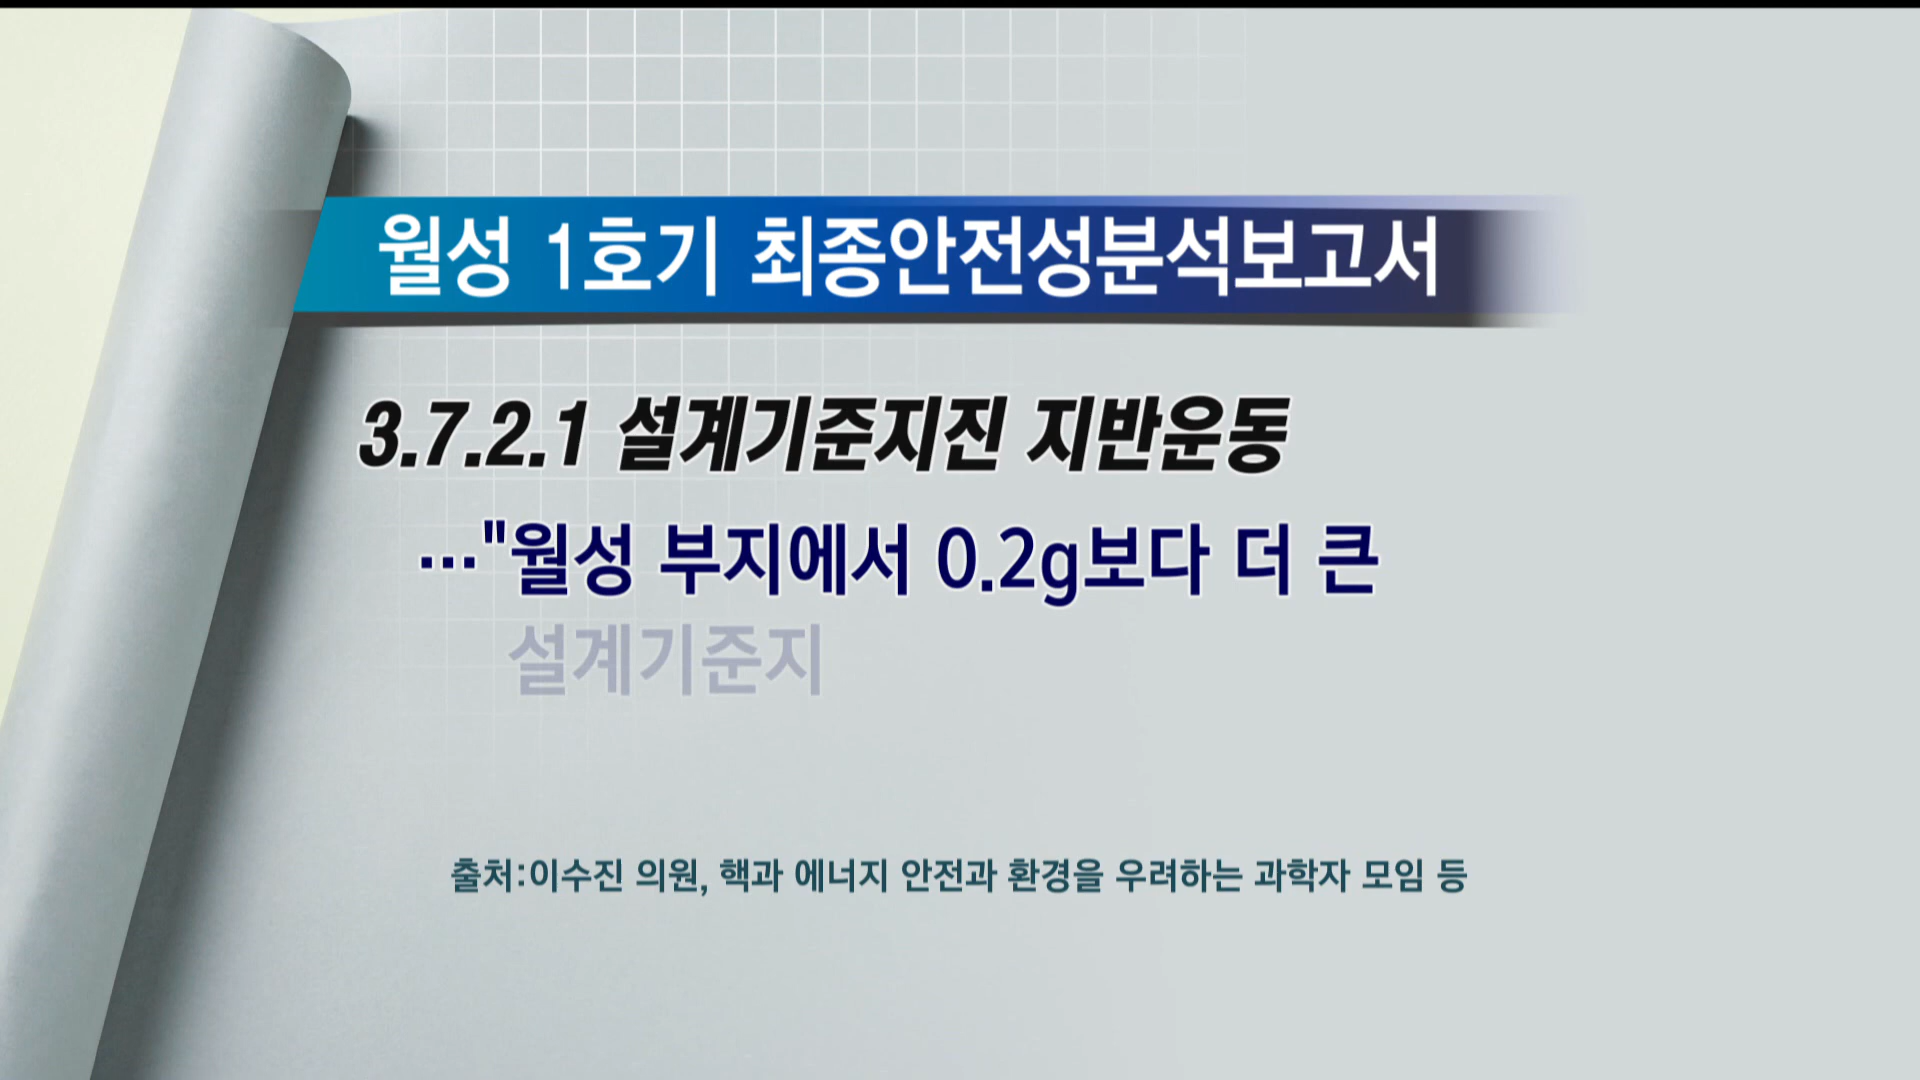 월성 1호기 최종안전성분석보고서
3.7.2.1 설계기준지진 지반운동
…"월성 부지에서 0.2g보다 더 큰
설계기준지
출처:이수진 의원, 핵과 에너지 안전과 환경을 우려하는 과학자 모임 등